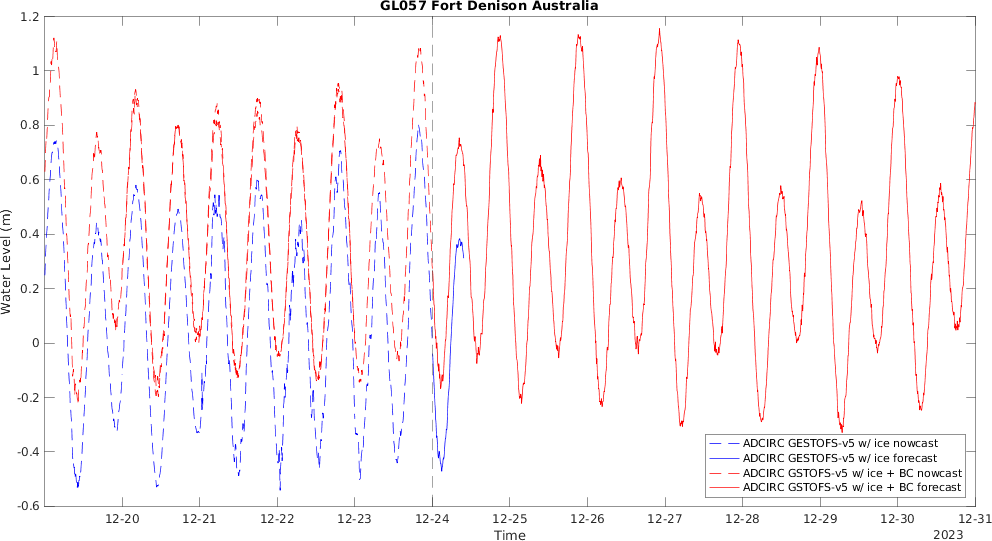 GL057 Fort Denison Australia
1.2
1
0.8
0.6
0.4
0.2
0
-0.2
-0.4
-0.6
Water Level (m)
12-20 12-21 12-22 12-23 12-24 12-25 12-26 12-27 12-28 12-29 12-30 12-31
Time
2023
ADCIRC GESTOFS-v5 w/ ice nowcast
ADCIRC GESTOFS-v5 w/ ice forecast
ADCIRC GSTOFS-v5 w/ ice + BC nowcast
ADCIRC GSTOFS-v5 w/ ice + BC forecast